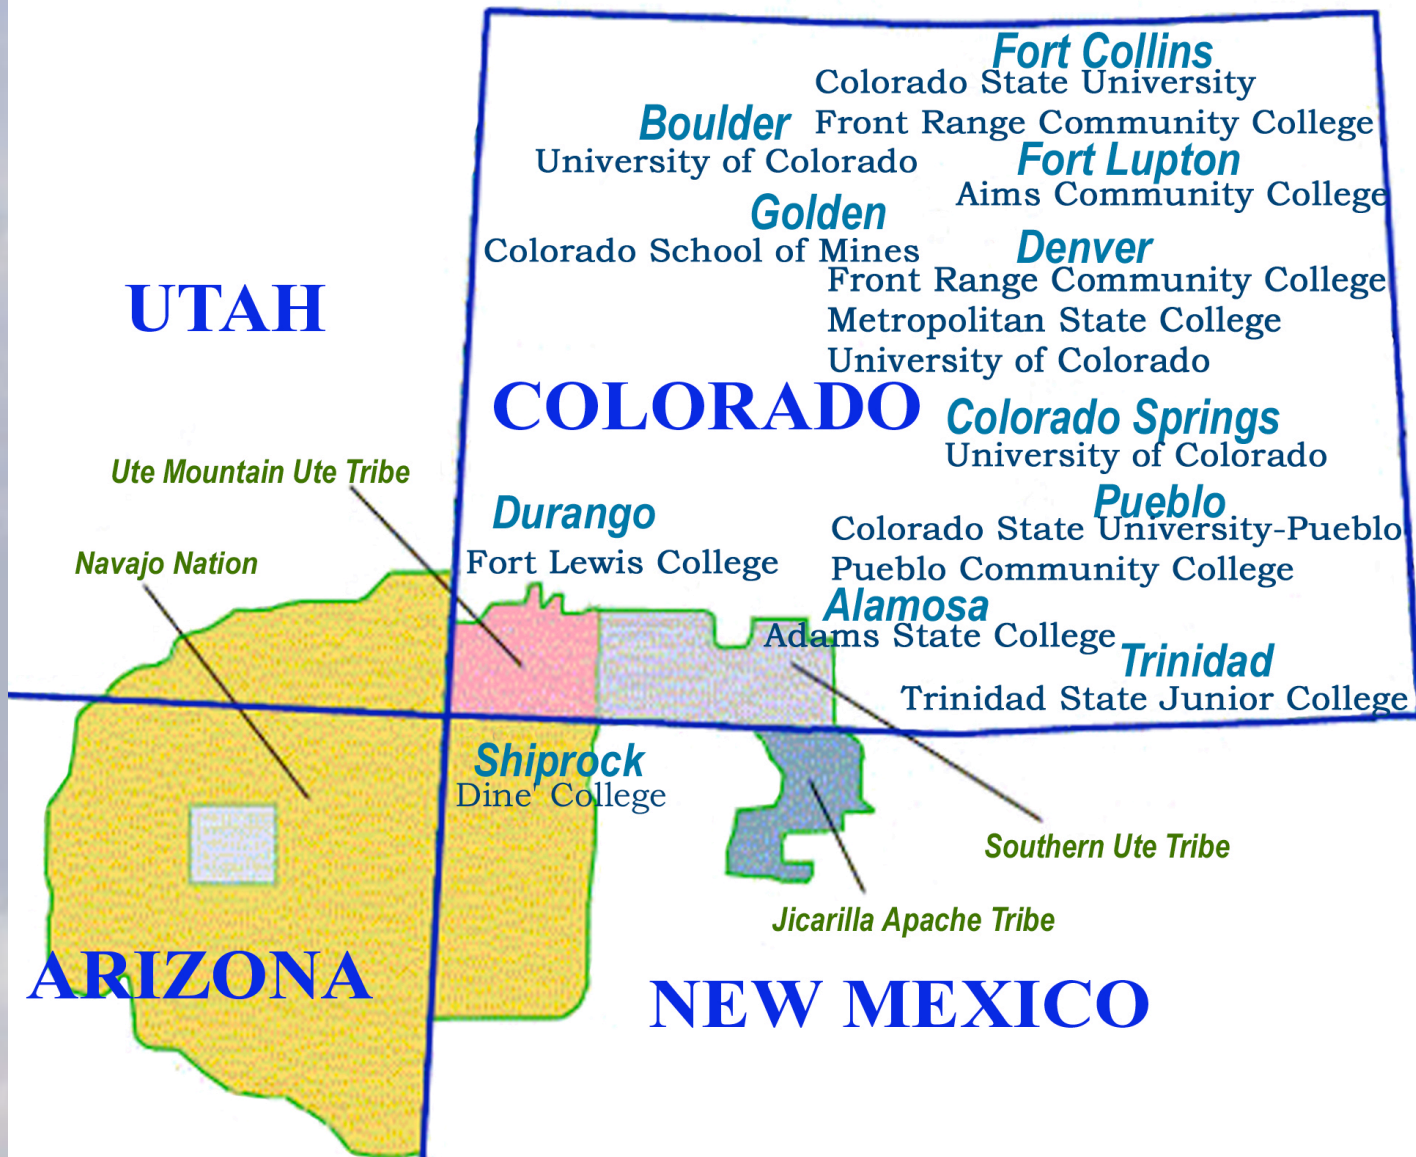 Fort Collins
Colorado State University
Boulder
Front Range Community College
University of Colorado
Fort Lupton
Aims Community College
Golden
Colorado School of Mines
Denver
Front Range Community College
Metropolitan State College
University of Colorado
UTAH
COLORADO
Colorado Springs
University of Colorado
Ute Mountain Ute Tribe
Durango
Fort Lewis College
Pueblo
Colorado State University-Pueblo
Pueblo Community College
Navajo Nation
Alamosa
Adams State College
Trinidad
Trinidad State Junior College
Shiprock
Dine' College
Southern Ute Tribe
Jicarilla Apache Tribe
ARIZONA
NEW MEXICO